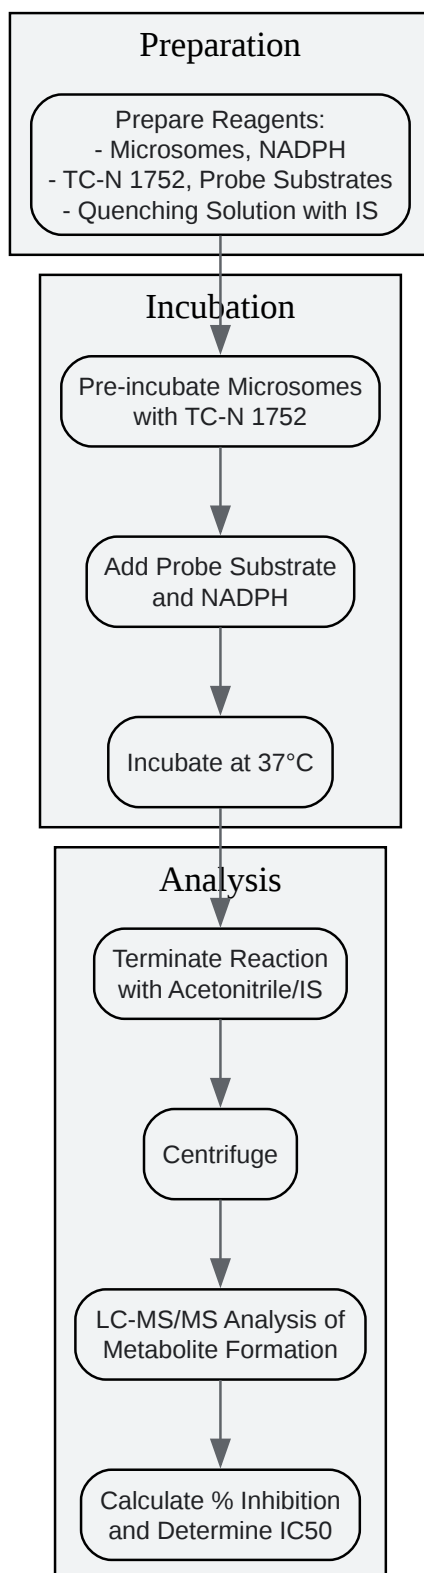 Preparation
Prepare Reagents:
- Microsomes, NADPH
- TC-N 1752, Probe Substrates
- Quenching Solution with IS
Incubation
Pre-incubate Microsomes
with TC-N 1752
Add Probe Substrate
and NADPH
Incubate at 37°C
Analysis
Terminate Reaction
with Acetonitrile/IS
Centrifuge
LC-MS/MS Analysis of
Metabolite Formation
Calculate % Inhibition
and Determine IC50